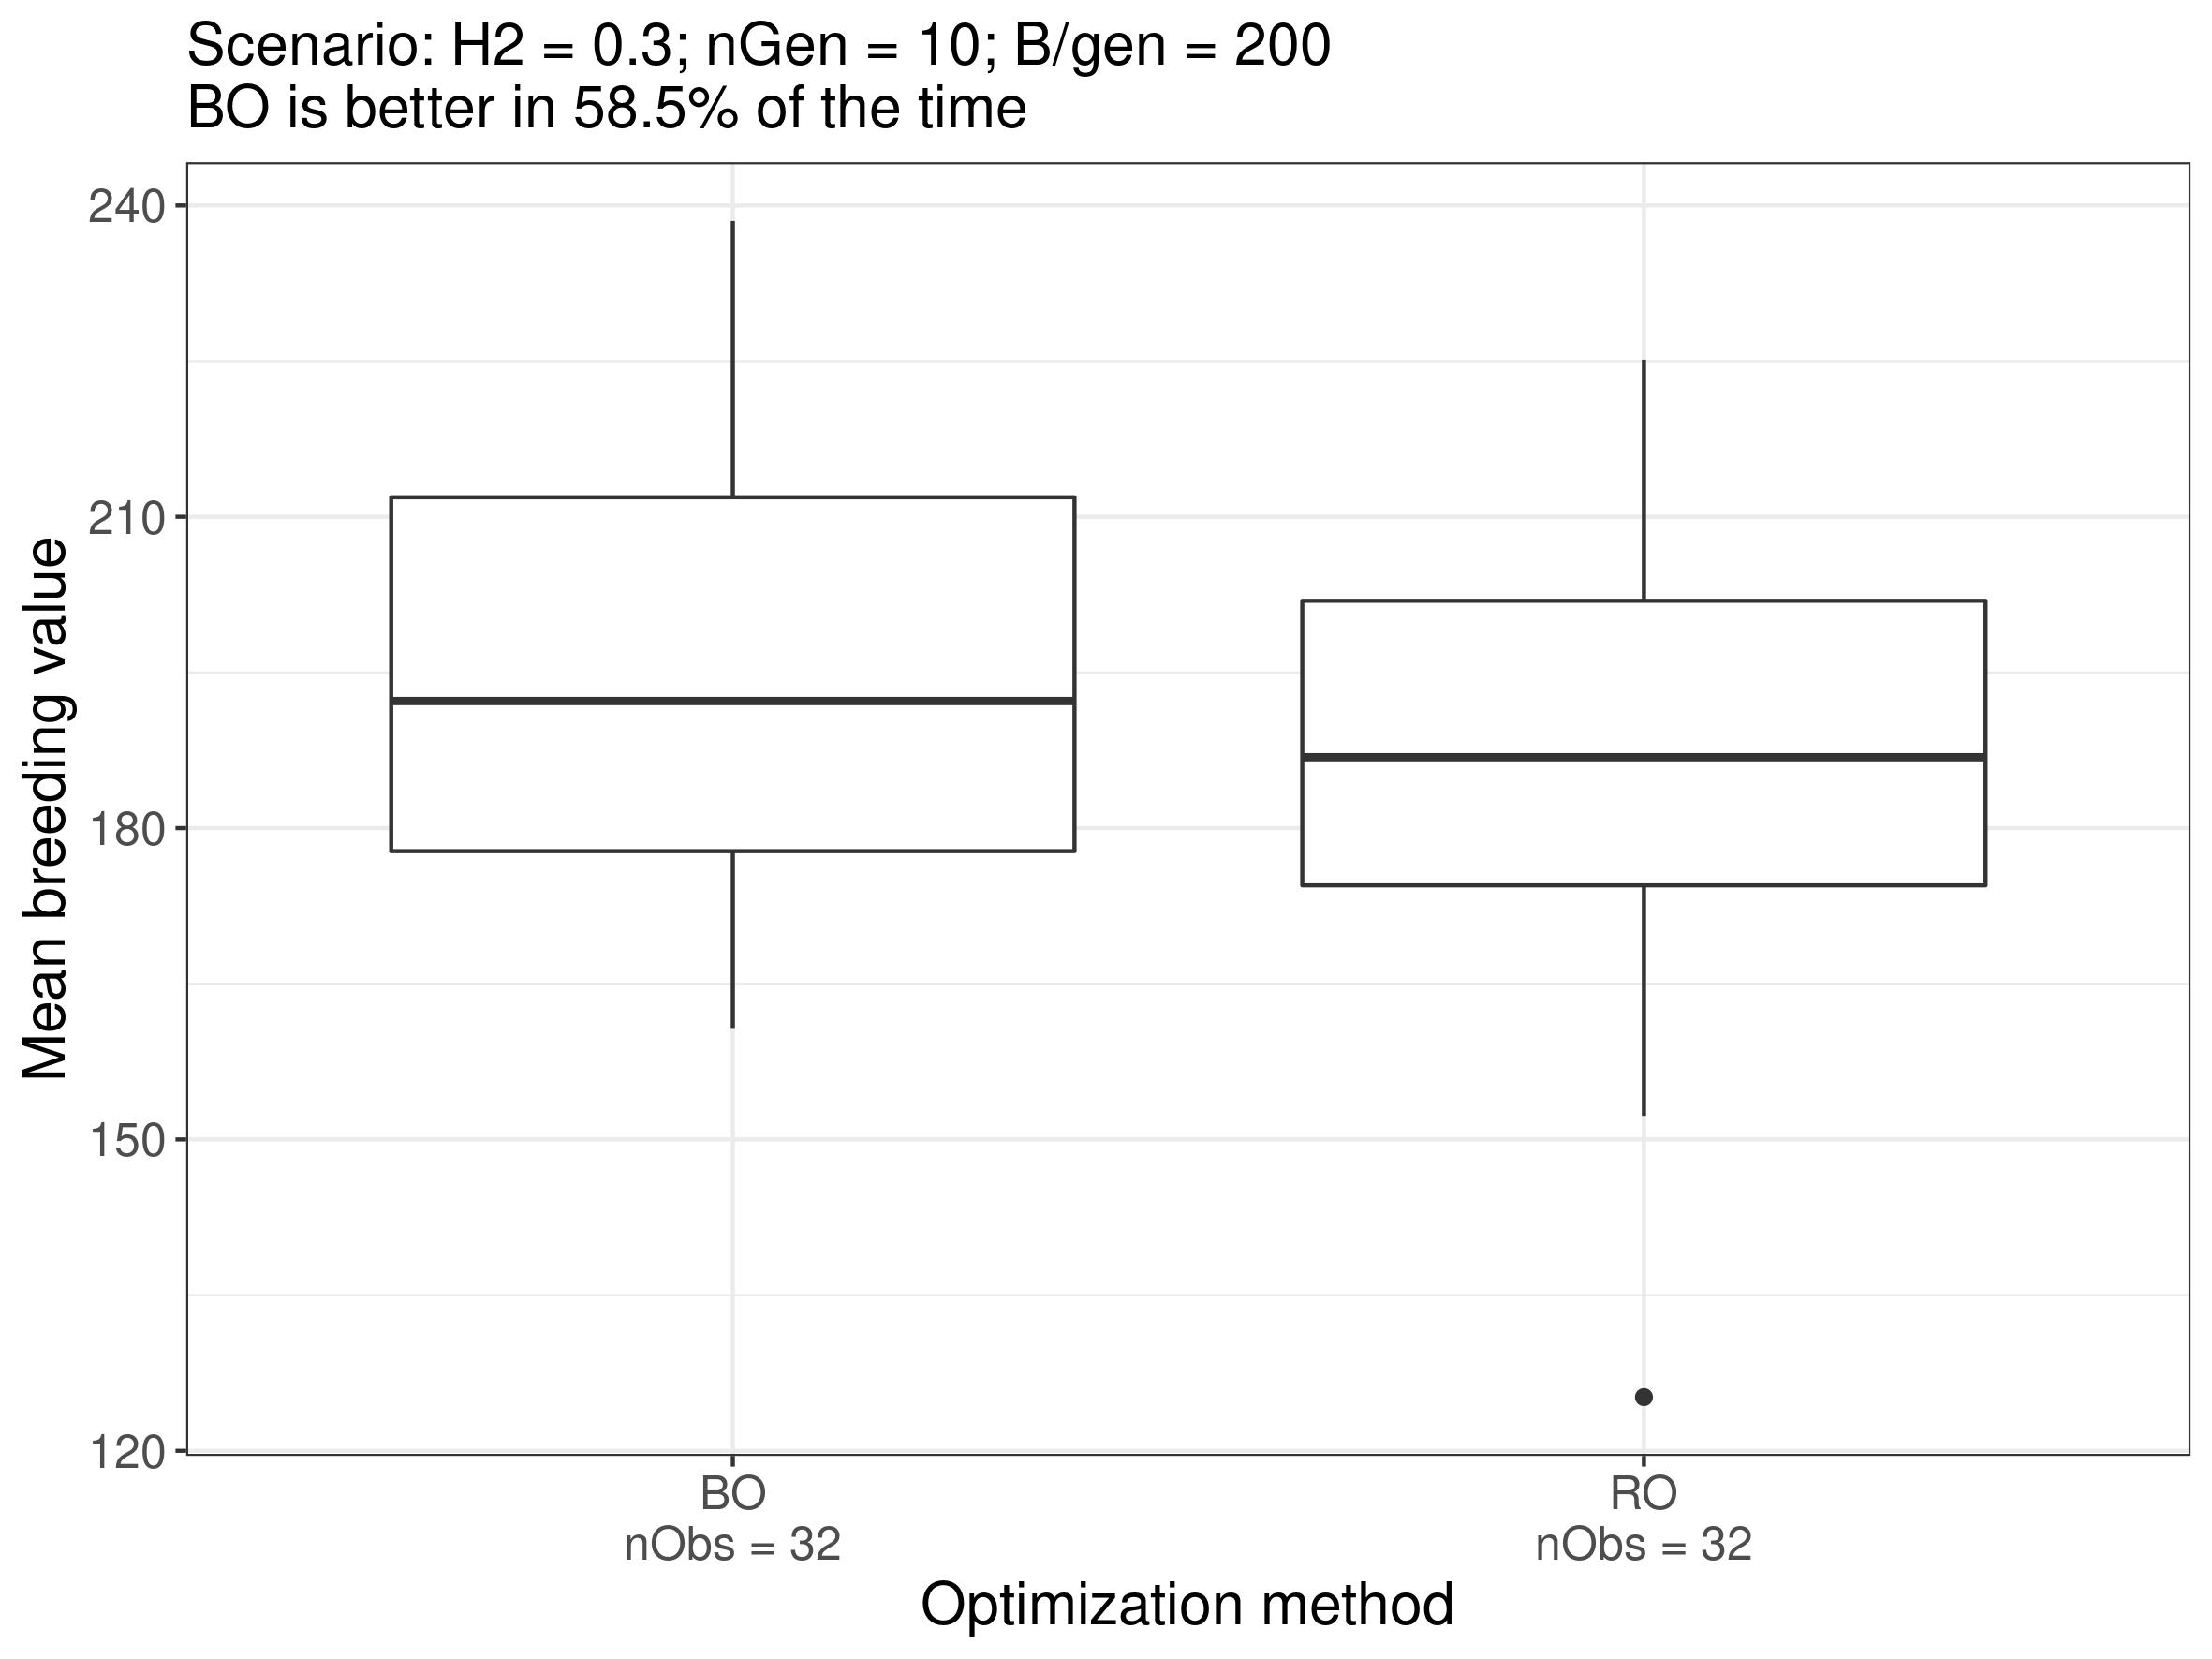 Scenario: H2 = 0.3; nGen = 10; B/gen = 200
BO is better in 58.5% of the time
Mean breeding value
240
210
180
150
120
BO
nObs = 32
RO
nObs = 32
Optimization method